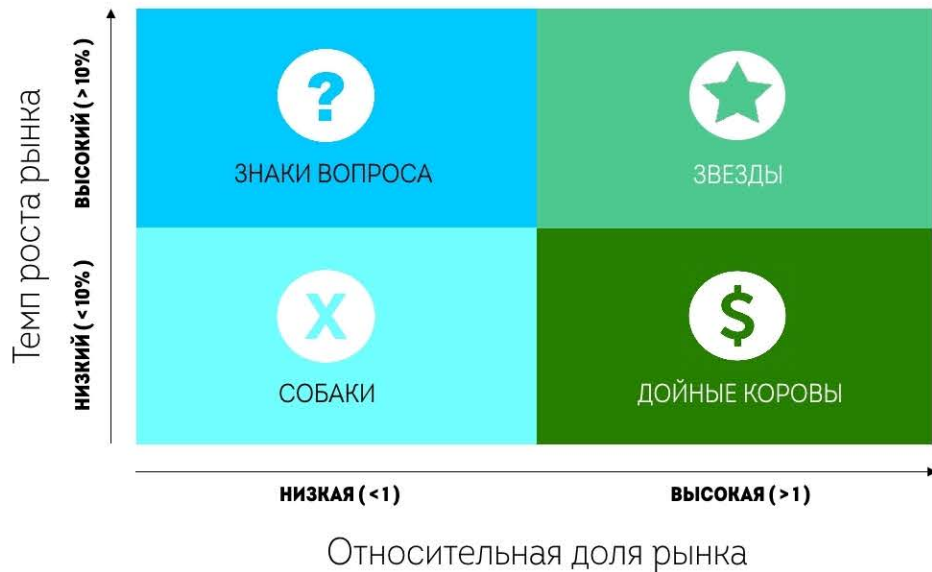 Темп роста рынка
ВЫСОКИЙ ( >10% )
НИЗКИЙ ( <10% )
?
ЗНАКИ ВОПРОСА
ЗВЕЗДЫ
X
СОБАКИ
$
ДОЙНЫЕ КОРОВЫ
НИЗКАЯ ( <1 )
ВЫСОКАЯ ( >1 )
Относительная доля рынка